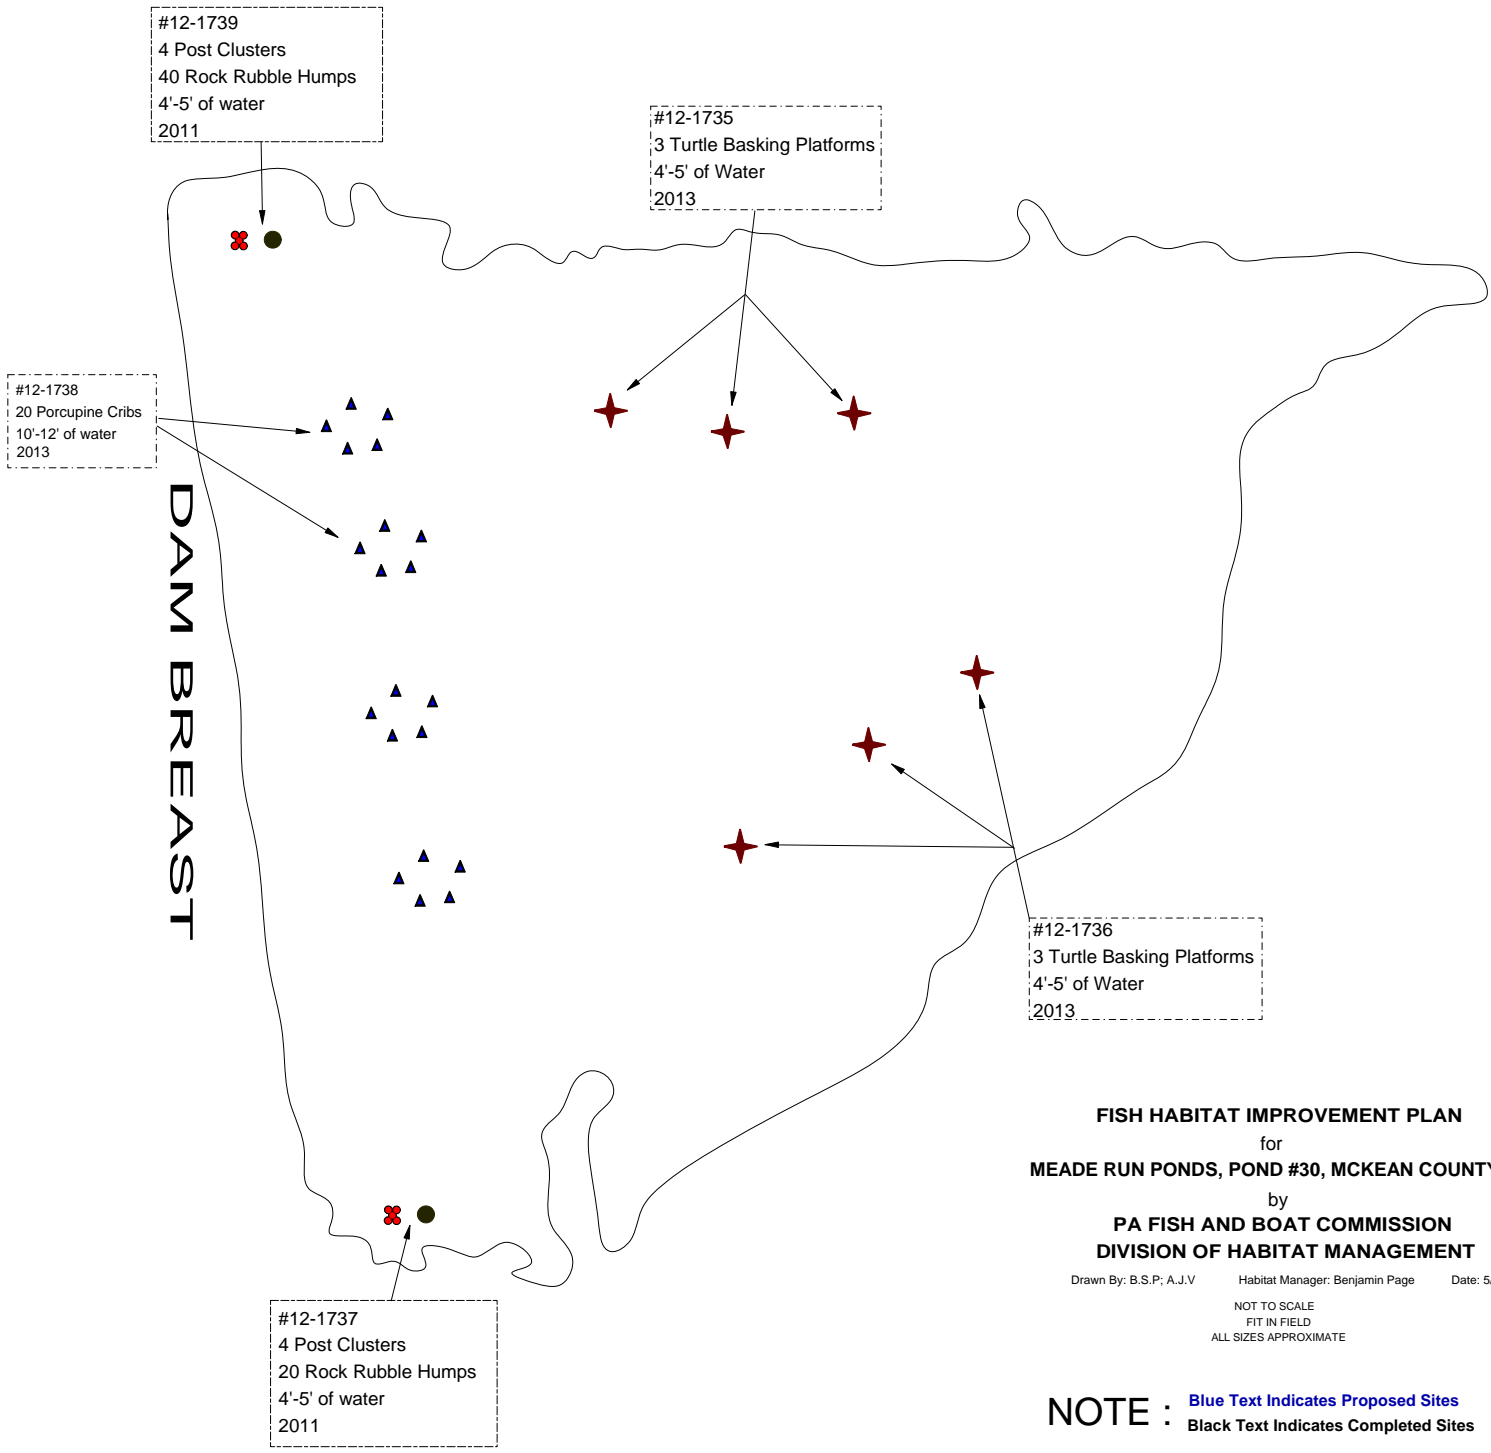 #12-1739
4 Post Clusters
40 Rock Rubble Humps
4'-5' of water
2011
#12-1735
3 Turtle Basking Platforms
4'-5' of Water
2013
#12-1738
20 Porcupine Cribs
10'-12' of water
2013
DAM BREAST
#12-1736
3 Turtle Basking Platforms
4'-5' of Water
2013
#12-1737
4 Post Clusters
20 Rock Rubble Humps
4'-5' of water
2011
FISH HABITAT IMPROVEMENT PLAN
for
MEADE RUN PONDS, POND #30, MCKEAN COUNTY
by
PA FISH AND BOAT COMMISSION
DIVISION OF HABITAT MANAGEMENT
Drawn By: B.S.P; A.J.V Habitat Manager: Benjamin Page Date: 5
NOT TO SCALE
FIT IN FIELD
ALL SIZES APPROXIMATE
NOTE : Blue Text Indicates Proposed Sites
Black Text Indicates Completed Sites